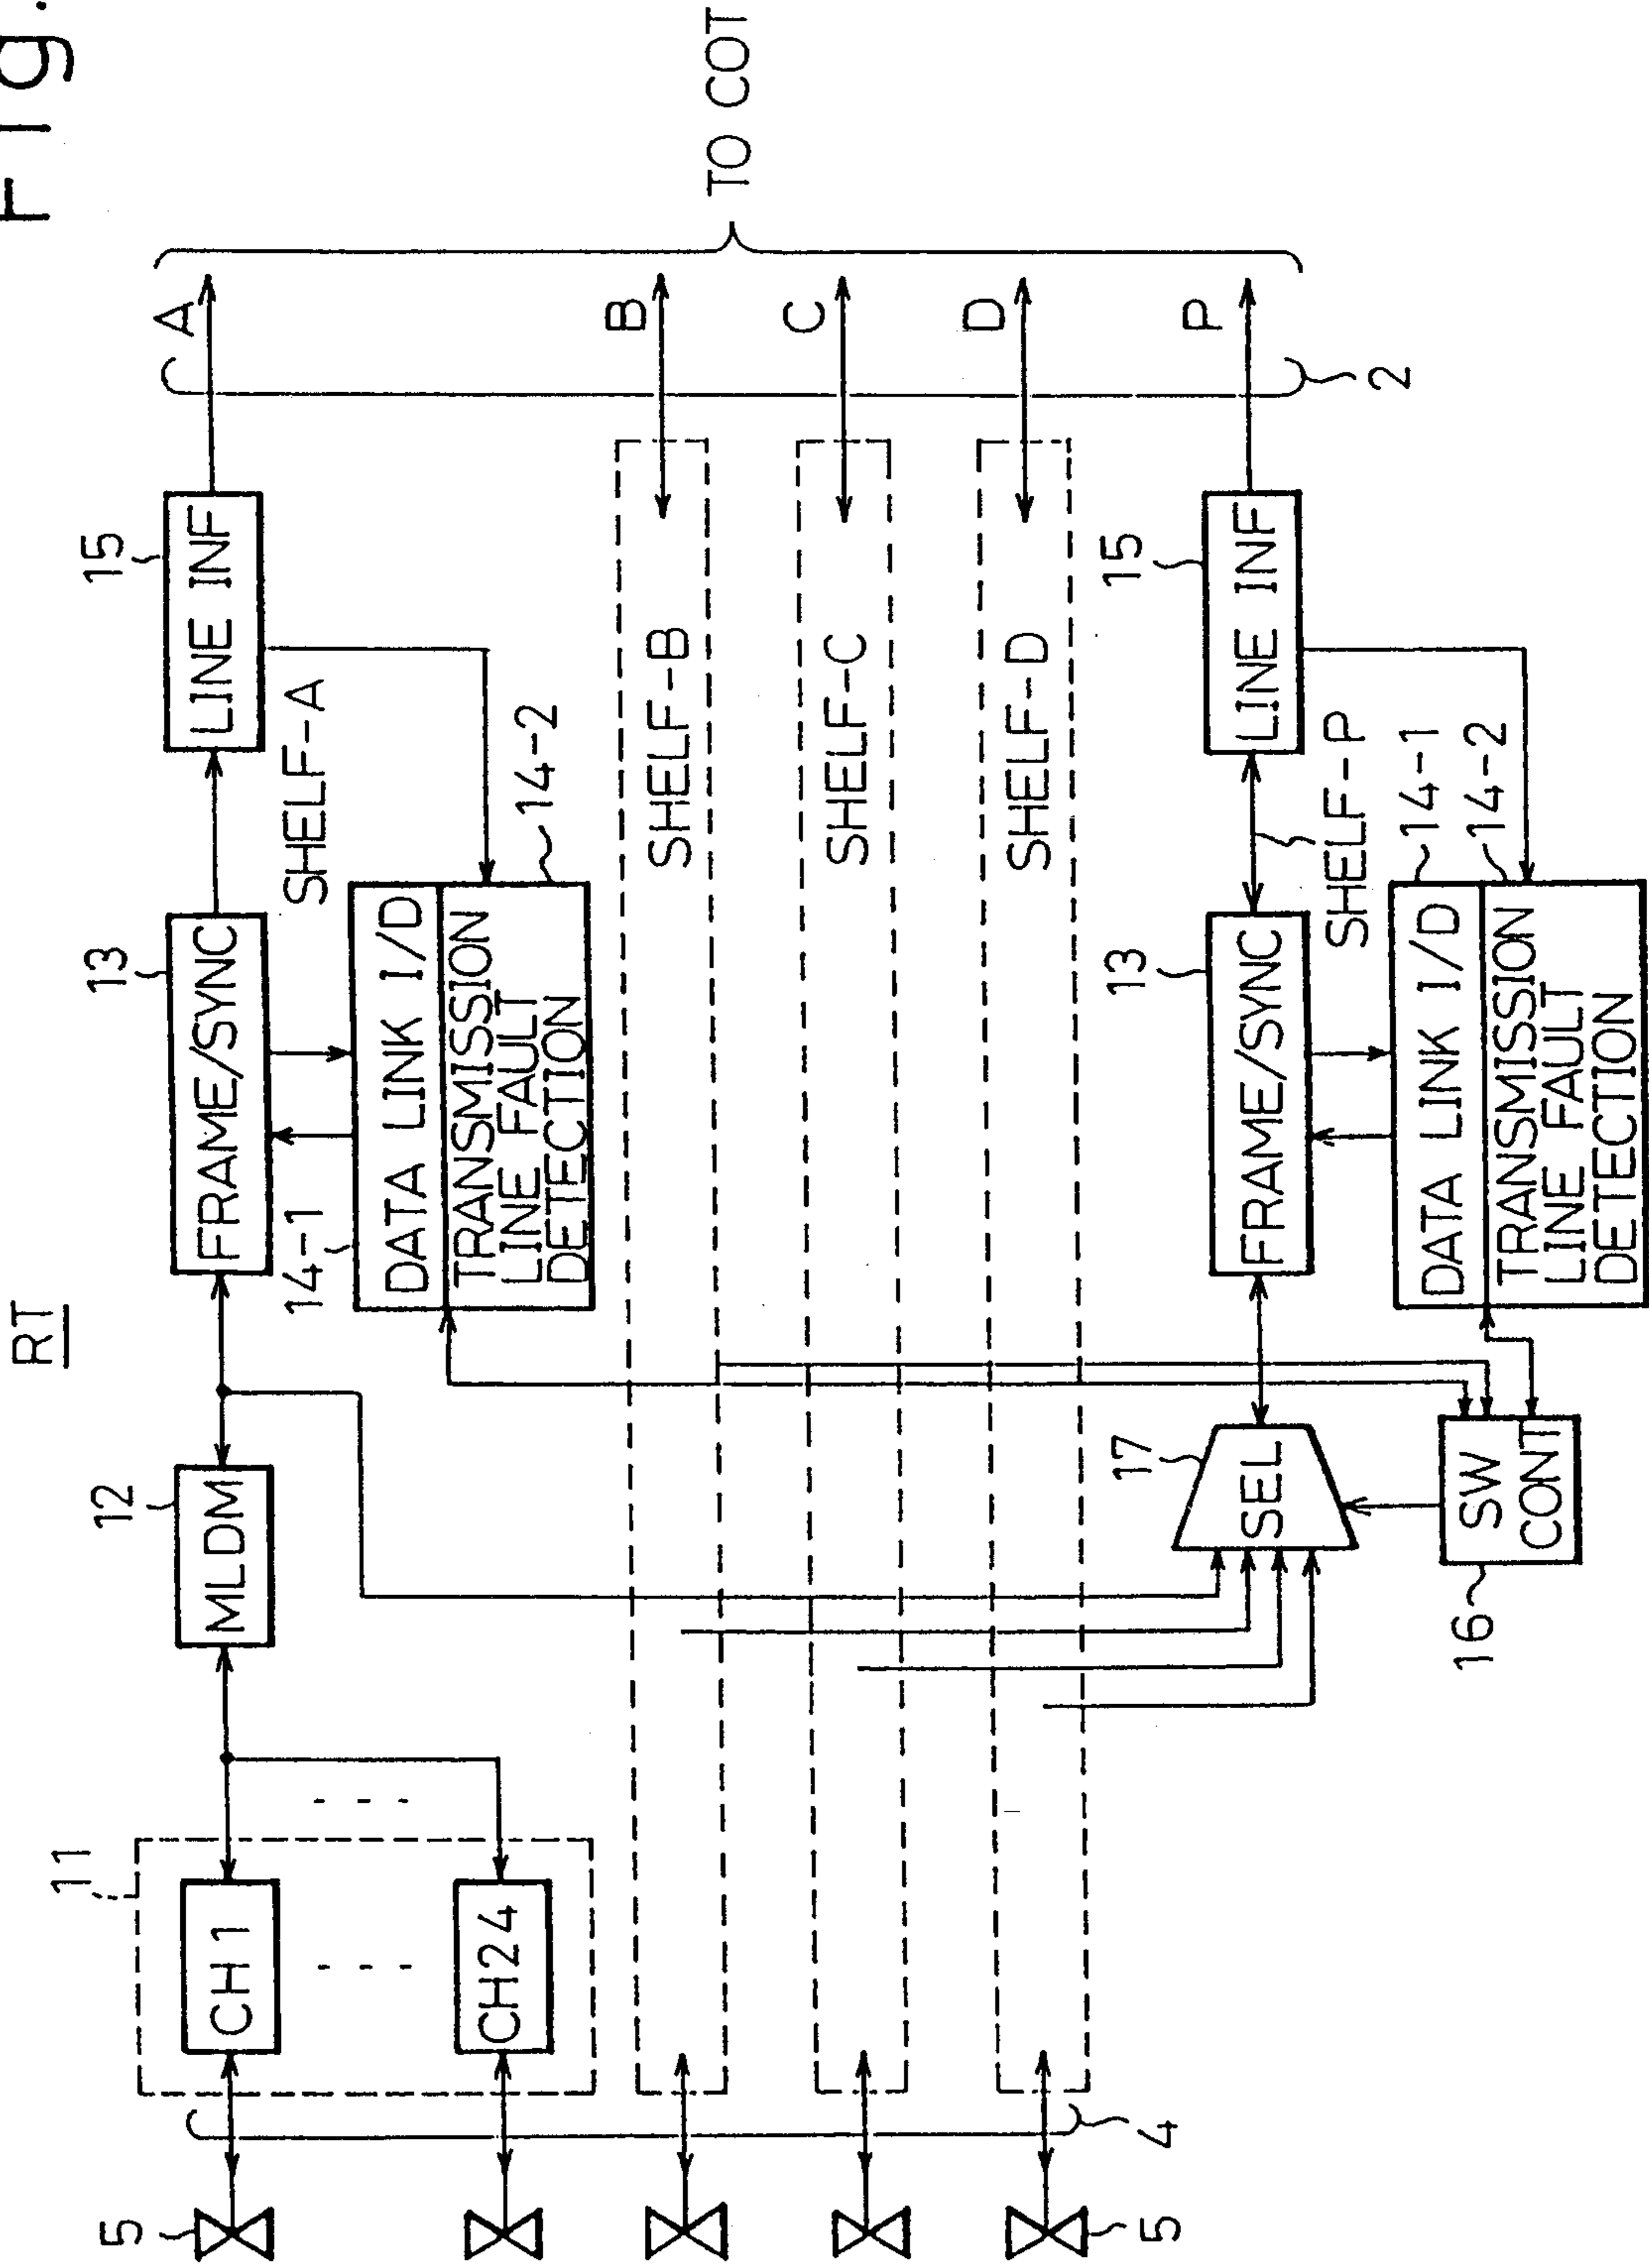 Fig.
RT
5
11
CH1
CH24
12
MLDM
13
FRAME/SYNC
15
LINE INF
A
SHELF-A
14-1
DATA LINK I/D
TRANSMISSION
LINE FAULT
DETECTION
14-2
SHELF-B
B
SHELF-C
C
SHELF-D
D
TO COT
4
5
17
SEL
13
FRAME/SYNC
15
LINE INF
P
2
SHELF-P
16
SW
CONT
14-1
14-2
DATA LINK I/D
TRANSMISSION
LINE FAULT
DETECTION